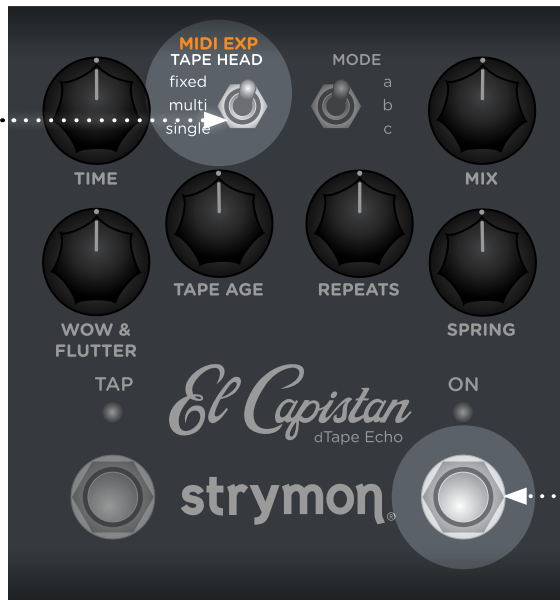 MIDI EXP
TAPE HEAD
fixed
multi
single
MODE
a
b
c
TIME
MIX
TAPE AGE
REPEATS
WOW &
FLUTTER
SPRING
TAP
ON
El Capistan
dTape Echo
strymon®